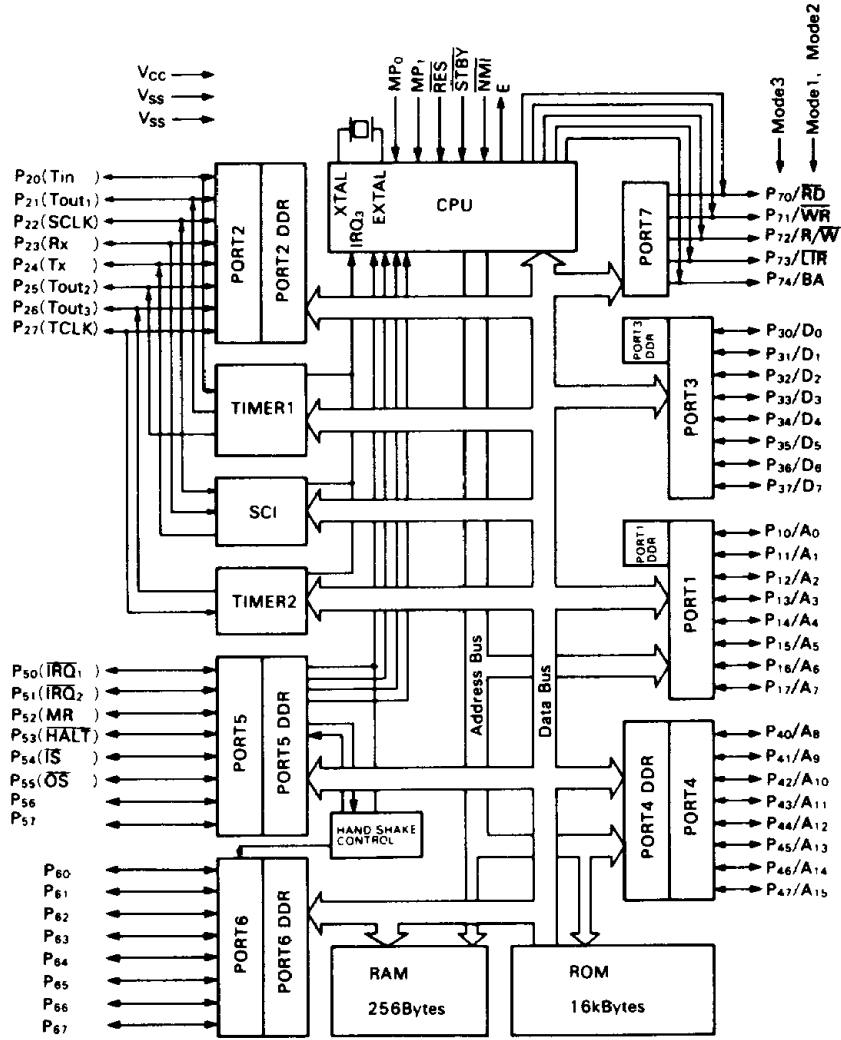 Mode3
Mode1, Mode2
VCC
VSS
VSS
MP0
MP1
RES
STBY
NMI
E
XTAL
EXTAL
IRQ3
CPU
P20(Tin )
P21(Tout1)
P22(SCLK)
P23(Rx )
P24(Tx )
P25(Tout2)
P26(Tout3)
P27(TCLK)
PORT2
PORT2 DDR
PORT7
P70/RD
P71/WR
P72/R/W
P73/LIR
P74/BA
PORT3 DDR
PORT3
P30/D0
P31/D1
P32/D2
P33/D3
P34/D4
P35/D5
P36/D6
P37/D7
TIMER1
SCI
TIMER2
PORT1 DDR
PORT1
P10/A0
P11/A1
P12/A2
P13/A3
P14/A4
P15/A5
P16/A6
P17/A7
Address Bus
Data Bus
P50(IRQ1)
P51(IRQ2)
P52(MR )
P53(HALT)
P54(IS )
P55(OS )
P56
P57
PORT5
PORT5 DDR
HAND SHAKE
CONTROL
PORT4 DDR
PORT4
P40/A8
P41/A9
P42/A10
P43/A11
P44/A12
P45/A13
P46/A14
P47/A15
P60
P61
P62
P63
P64
P65
P66
P67
PORT6
PORT6 DDR
RAM
256Bytes
ROM
16kBytes